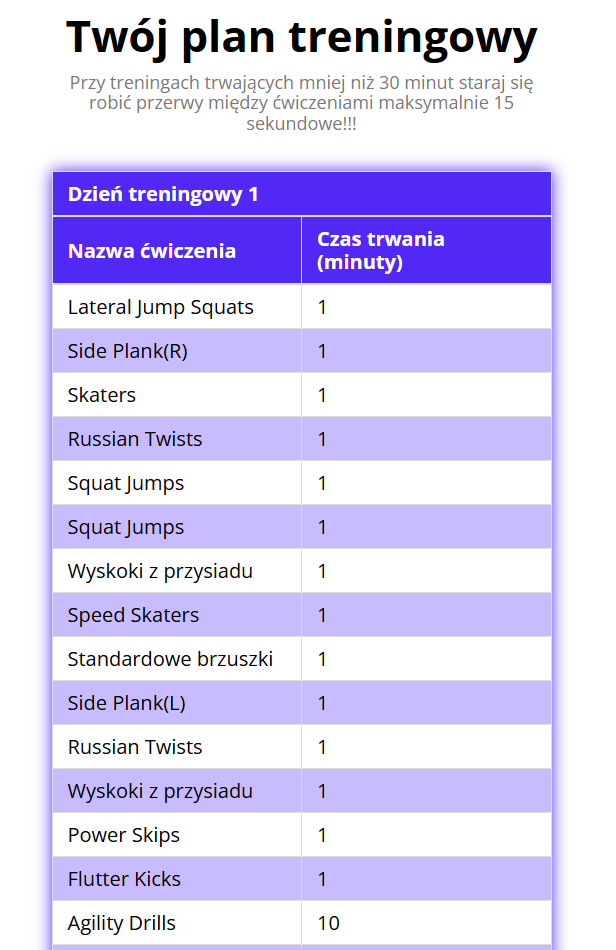 Twój plan treningowy
Przy treningach trwających mniej niż 30 minut staraj się
robić przerwy między ćwiczeniami maksymalnie 15
sekundowe!!!
Dzień treningowy 1
Nazwa ćwiczenia
Czas trwania
(minuty)
Lateral Jump Squats 1
Side Plank(R) 1
Skaters 1
Russian Twists 1
Squat Jumps 1
Squat Jumps 1
Wyskoki z przysiadu 1
Speed Skaters 1
Standardowe brzuszki 1
Side Plank(L) 1
Russian Twists 1
Wyskoki z przysiadu 1
Power Skips 1
Flutter Kicks 1
Agility Drills 10